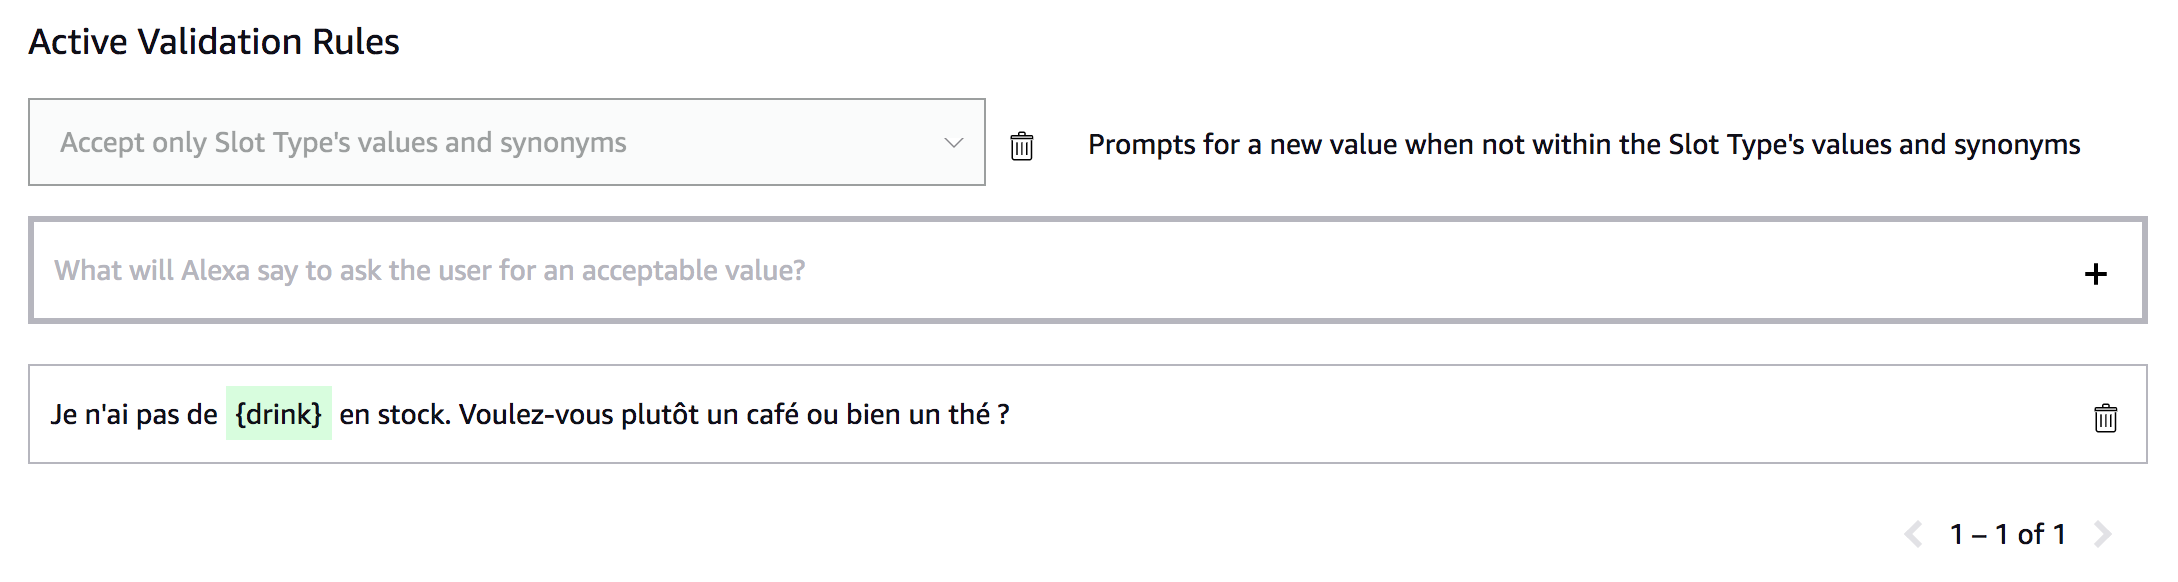 Active Validation Rules
Accept only Slot Type's values and synonyms
Prompts for a new value when not within the Slot Type's values and synonyms
What will Alexa say to ask the user for an acceptable value?
Je n'ai pas de {drink} en stock. Voulez-vous plutôt un café ou bien un thé ?
1 – 1 of 1